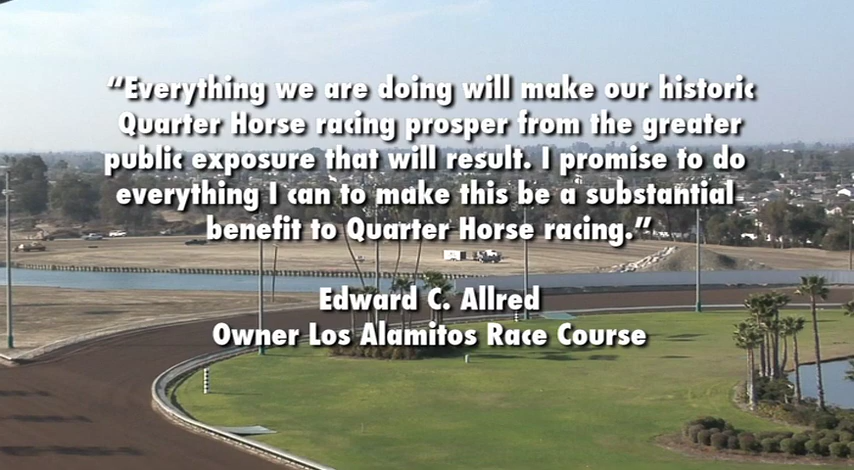 “Everything we are doing will make our historic
Quarter Horse racing prosper from the greater
public exposure that will result. I promise to do
everything I can to make this be a substantial
benefit to Quarter Horse racing.”
Edward C. Allred
Owner Los Alamitos Race Course